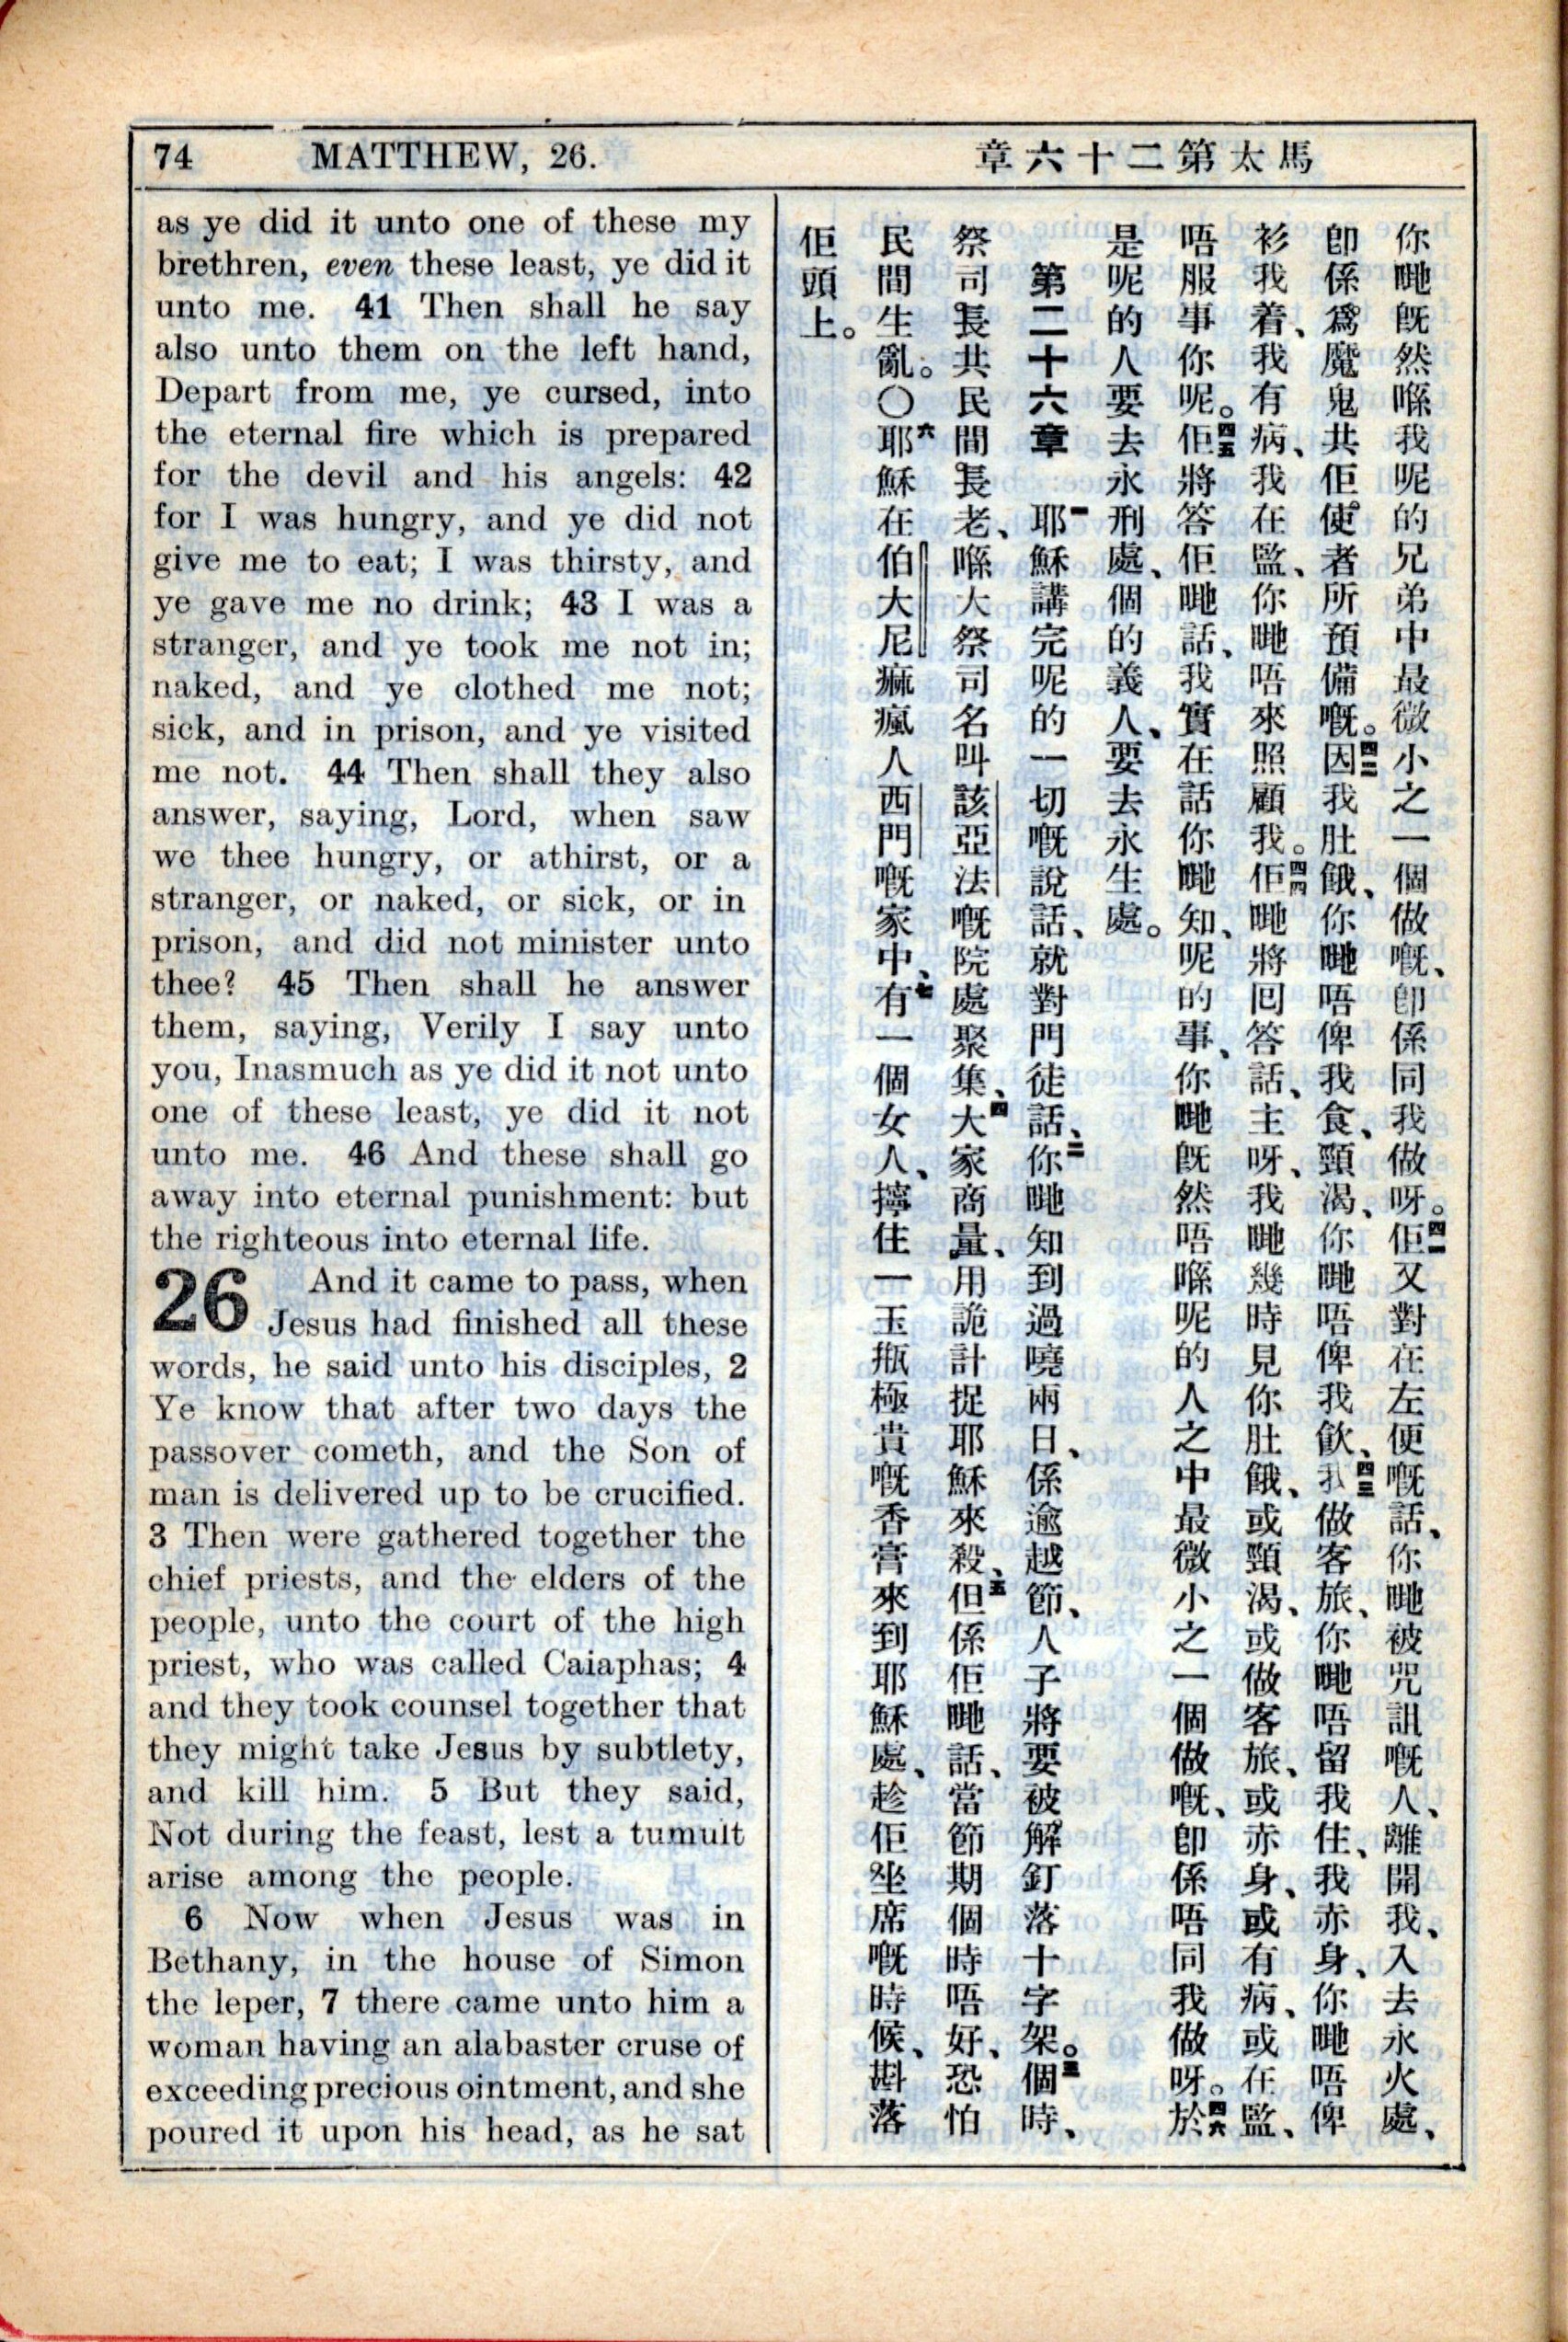 74 MATTHEW, 26.
馬太第二十六章
as ye did it unto one of these my
brethren, even these least, ye did it
unto me. 41 Then shall he say
also unto them on the left hand,
Depart from me, ye cursed, into
the eternal fire which is prepared
for the devil and his angels: 42
for I was hungry, and ye did not
give me to eat; I was thirsty, and
ye gave me no drink; 43 I was a
stranger, and ye took me not in;
naked, and ye clothed me not;
sick, and in prison, and ye visited
me not. 44 Then shall they also
answer, saying, Lord, when saw
we thee hungry, or athirst, or a
stranger, or naked, or sick, or in
prison, and did not minister unto
thee? 45 Then shall he answer
them, saying, Verily I say unto
you, Inasmuch as ye did it not unto
one of these least, ye did it not
unto me. 46 And these shall go
away into eternal punishment: but
the righteous into eternal life.
26 And it came to pass, when
Jesus had finished all these
words, he said unto his disciples, 2
Ye know that after two days the
passover cometh, and the Son of
man is delivered up to be crucified.
3 Then were gathered together the
chief priests, and the elders of the
people, unto the court of the high
priest, who was called Caiaphas; 4
and they took counsel together that
they might take Jesus by subtlety,
and kill him. 5 But they said,
Not during the feast, lest a tumult
arise among the people.
6 Now when Jesus was in
Bethany, in the house of Simon
the leper, 7 there came unto him a
woman having an alabaster cruse of
exceeding precious ointment, and she
poured it upon his head, as he sat
你哋既然喺我呢的兄弟中最微小之一個做嘅、卽係同我做呀。四一佢又對在左便嘅話、你哋被咒詛嘅人、離開我、入去永火處、
卽係爲魔鬼共佢使者所預備嘅。四二因我肚餓、你哋唔俾我食、頸渴、你哋唔俾我飲、四三我做客旅、你哋唔留我住、我赤身、你哋唔俾
衫我着、我有病、我在監、你哋唔來照顧我。四四佢哋將回答話、主呀、我哋幾時見你肚餓、或頸渴、或做客旅、或赤身、或有病、或在監、
唔服事你呢。四五佢將答佢哋話、我實在話你哋知、呢的事、你哋既然唔喺呢的人之中最微小之一個做嘅、卽係唔同我做呀。四六於
是呢的人要去永刑處、個的義人、要去永生處。
第二十六章 一耶穌講完呢的一切嘅說話、就對門徒話、二你哋知到過嘵兩日、係逾越節、人子將要被解釘落十字架。三個時、
祭司長共民間長老、喺大祭司名叫該亞法嘅院處聚集、四大家商量、用詭計捉耶穌來殺、五但係佢哋話、當節期個時唔好、恐怕
民間生亂。〇六耶穌在伯大尼痲瘋人西門嘅家中、七有一個女人、擰住一玉瓶極貴嘅香膏來到耶穌處、趁佢坐席嘅時候、斟落
佢頭上。